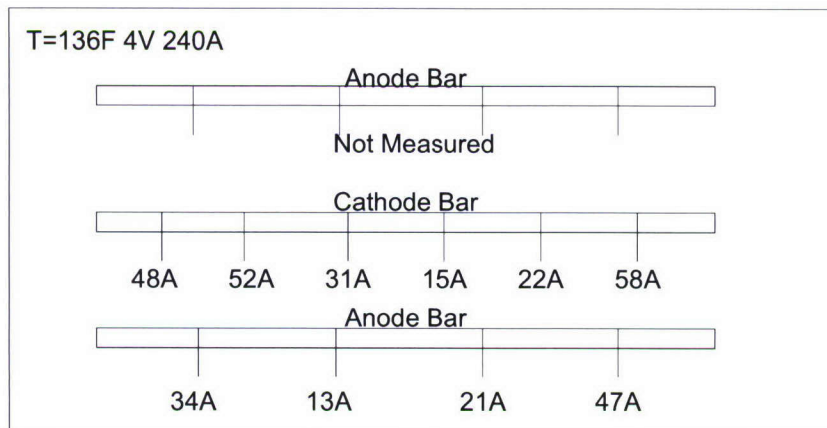 T=136F 4V 240A
Anode Bar
Not Measured
Cathode Bar
48A 52A 31A 15A 22A 58A
Anode Bar
34A 13A 21A 47A